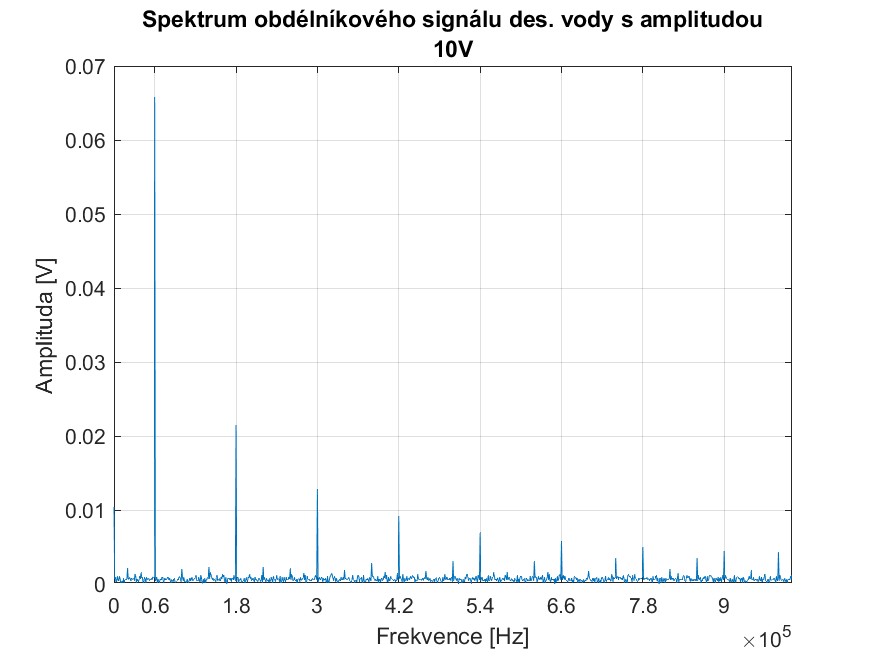 Spektrum obdélníkového signálu des. vody s amplitudou
10V
0.07
0.06
0.05
0.04
0.03
0.02
0.01
0
Amplituda [V]
0 0.6 1.8 3 4.2 5.4 6.6 7.8 9
Frekvence [Hz]
×10⁵